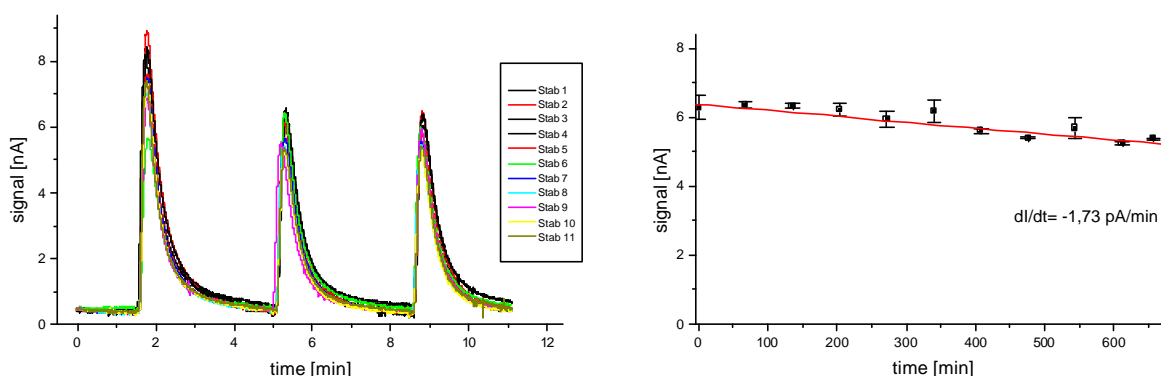 8
6
4
2
0
signal [nA]
0
2
4
6
8
10
12
time [min]
Stab 1
Stab 2
Stab 3
Stab 4
Stab 5
Stab 6
Stab 7
Stab 8
Stab 9
Stab 10
Stab 11
8
6
4
2
0
signal [nA]
dI/dt= -1,73 pA/min
0
100
200
300
400
500
600
time [min]